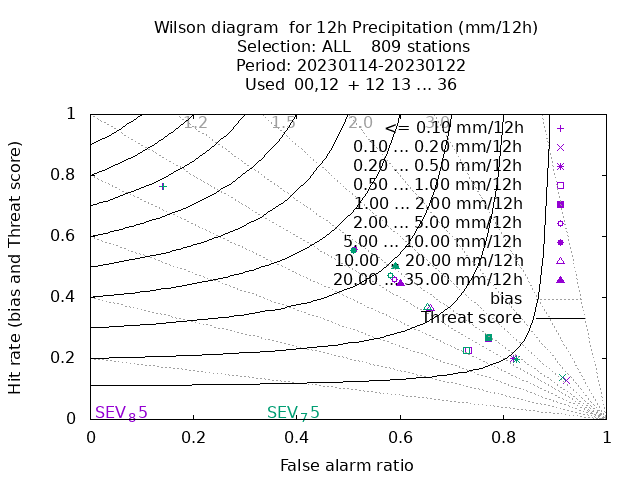 Wilson diagram  for 12h Precipitation (mm/12h)
Selection: ALL    809 stations
Period: 20230114-20230122
Used  00,12  + 12 13 ... 36
Hit rate (bias and Threat score)
1
0.8
0.6
0.4
0.2
0
1.2
1.5
2.0
3.0
<= 0.10 mm/12h
0.10 ... 0.20 mm/12h
0.20 ... 0.50 mm/12h
0.50 ... 1.00 mm/12h
1.00 ... 2.00 mm/12h
2.00 ... 5.00 mm/12h
5.00 ... 10.00 mm/12h
10.00 ... 20.00 mm/12h
20.00 ... 35.00 mm/12h
bias
Threat score
SEV85
SEV75
0
0.2
0.4
0.6
0.8
1
False alarm ratio